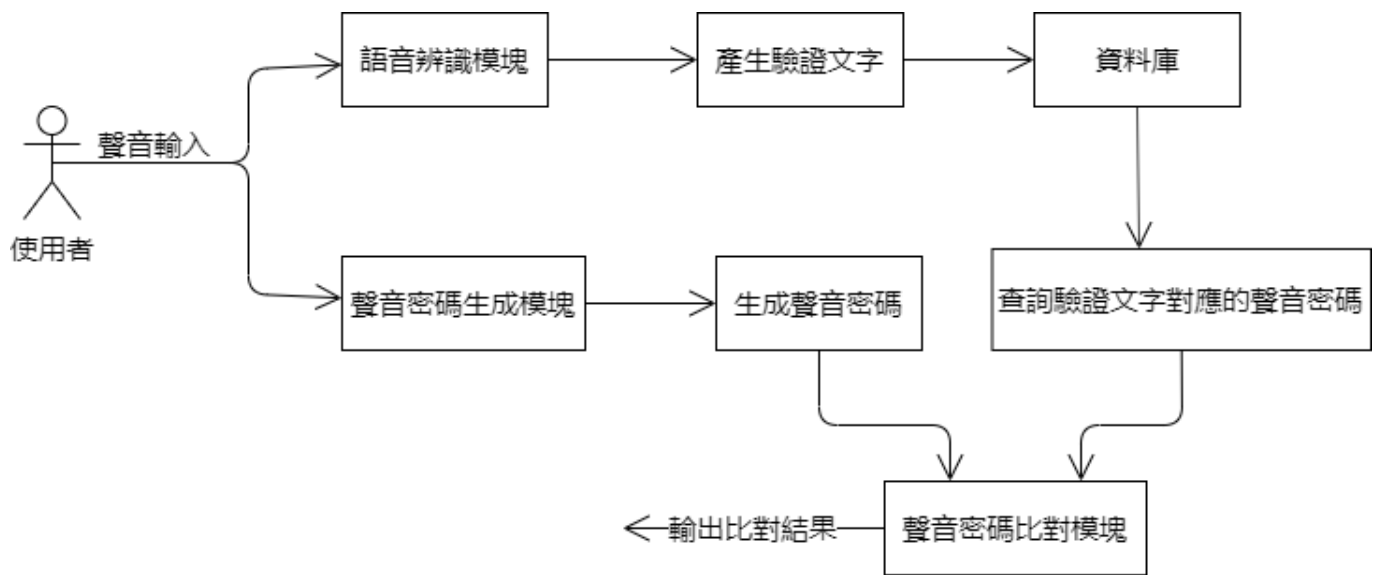 語音辨識模塊
產生驗證文字
資料庫
聲音輸入
使用者
聲音密碼生成模塊
生成聲音密碼
查詢驗證文字對應的聲音密碼
輸出比對結果
聲音密碼比對模塊